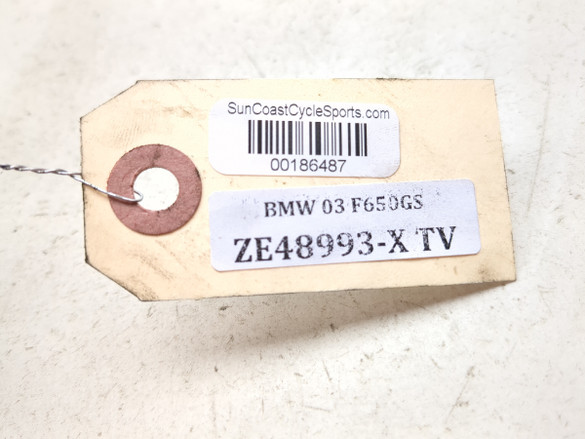 SunCoastCycleSports.com
00186487
BMW 03 F650GS
ZE48993-X TV